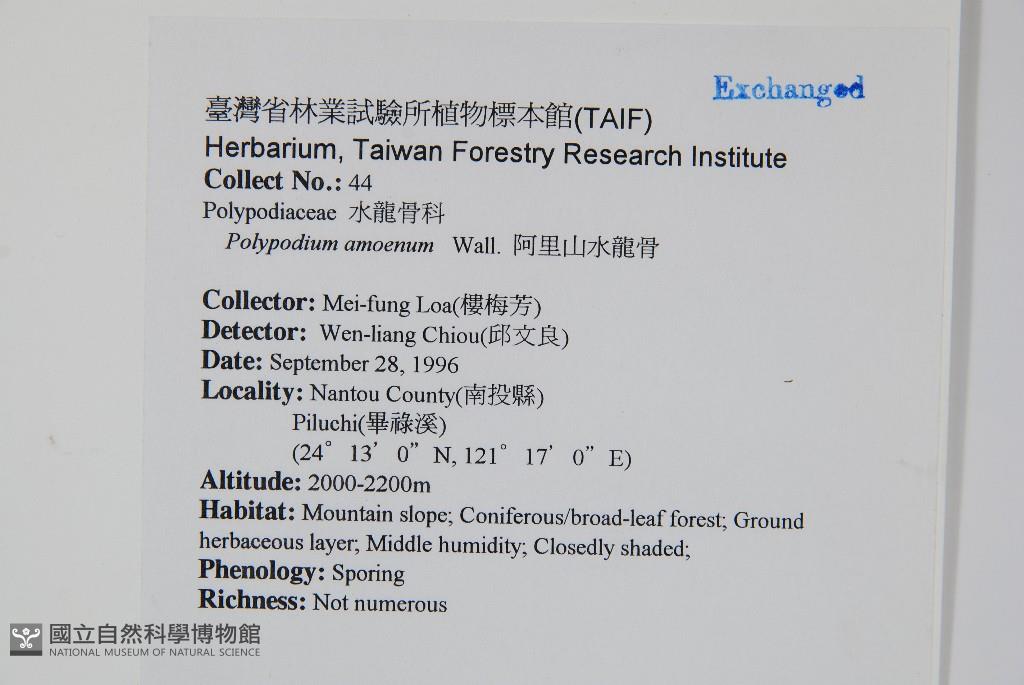 Exchanged
臺灣省林業試驗所植物標本館(TAIF)
Herbarium, Taiwan Forestry Research Institute
Collect No.: 44
Polypodiaceae 水龍骨科
Polypodium amoenum Wall. 阿里山水龍骨
Collector: Mei-fung Loa(樓梅芳)
Detector: Wen-liang Chiou(邱文良)
Date: September 28, 1996
Locality: Nantou County(南投縣)
Piluchi(畢祿溪)
(24° 13’ 0” N, 121° 17’ 0” E)
Altitude: 2000-2200m
Habitat: Mountain slope; Coniferous/broad-leaf forest; Ground
herbaceous layer; Middle humidity; Closedly shaded;
Phenology: Sporing
Richness: Not numerous
國立自然科學博物館
NATIONAL MUSEUM OF NATURAL SCIENCE